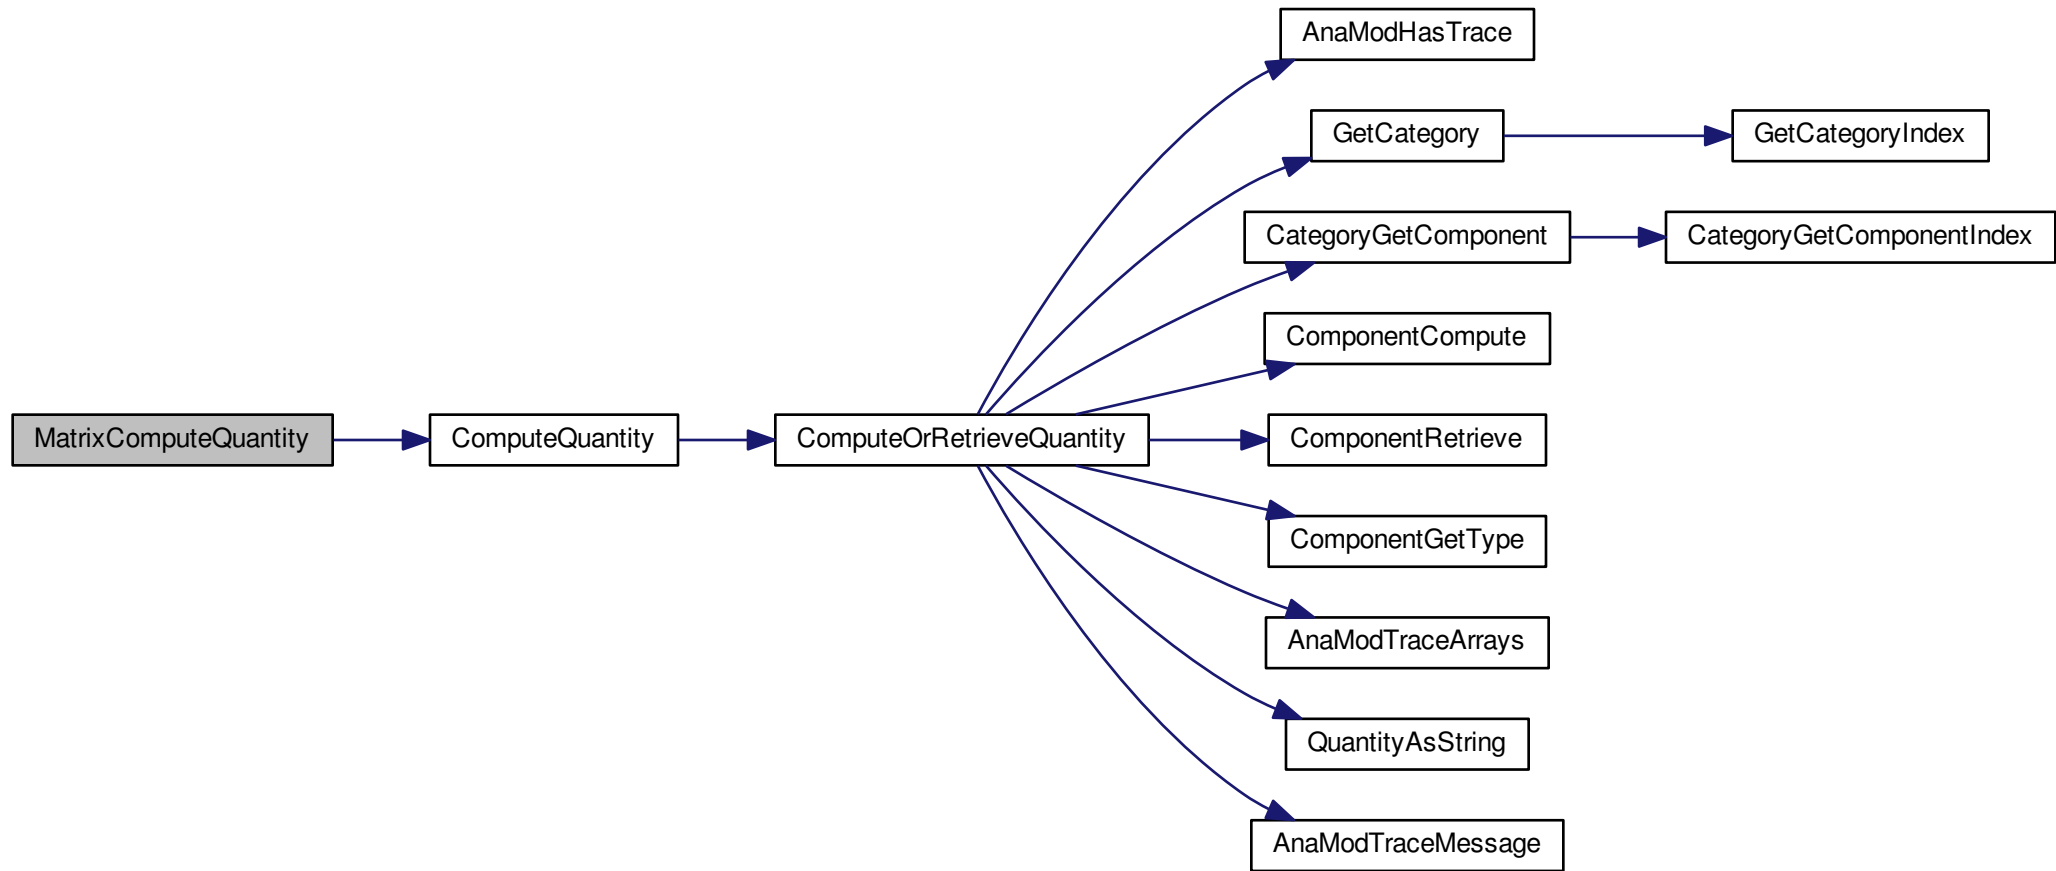 AnaModHasTrace
GetCategory
GetCategoryIndex
CategoryGetComponent
CategoryGetComponentIndex
ComponentCompute
MatrixComputeQuantity
ComputeQuantity
ComputeOrRetrieveQuantity
ComponentRetrieve
ComponentGetType
AnaModTraceArrays
QuantityAsString
AnaModTraceMessage